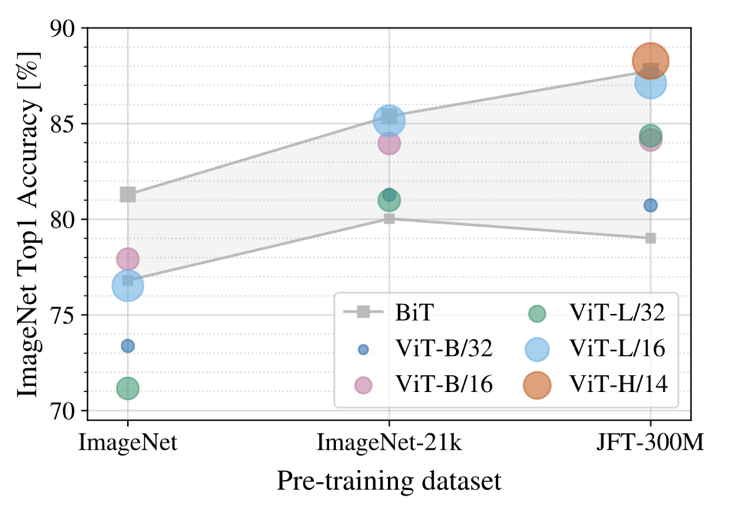 90
85
80
75
70
ImageNet Top1 Accuracy [%]
BiT
ViT-B/32
ViT-B/16
ViT-L/32
ViT-L/16
ViT-H/14
ImageNet
ImageNet-21k
JFT-300M
Pre-training dataset